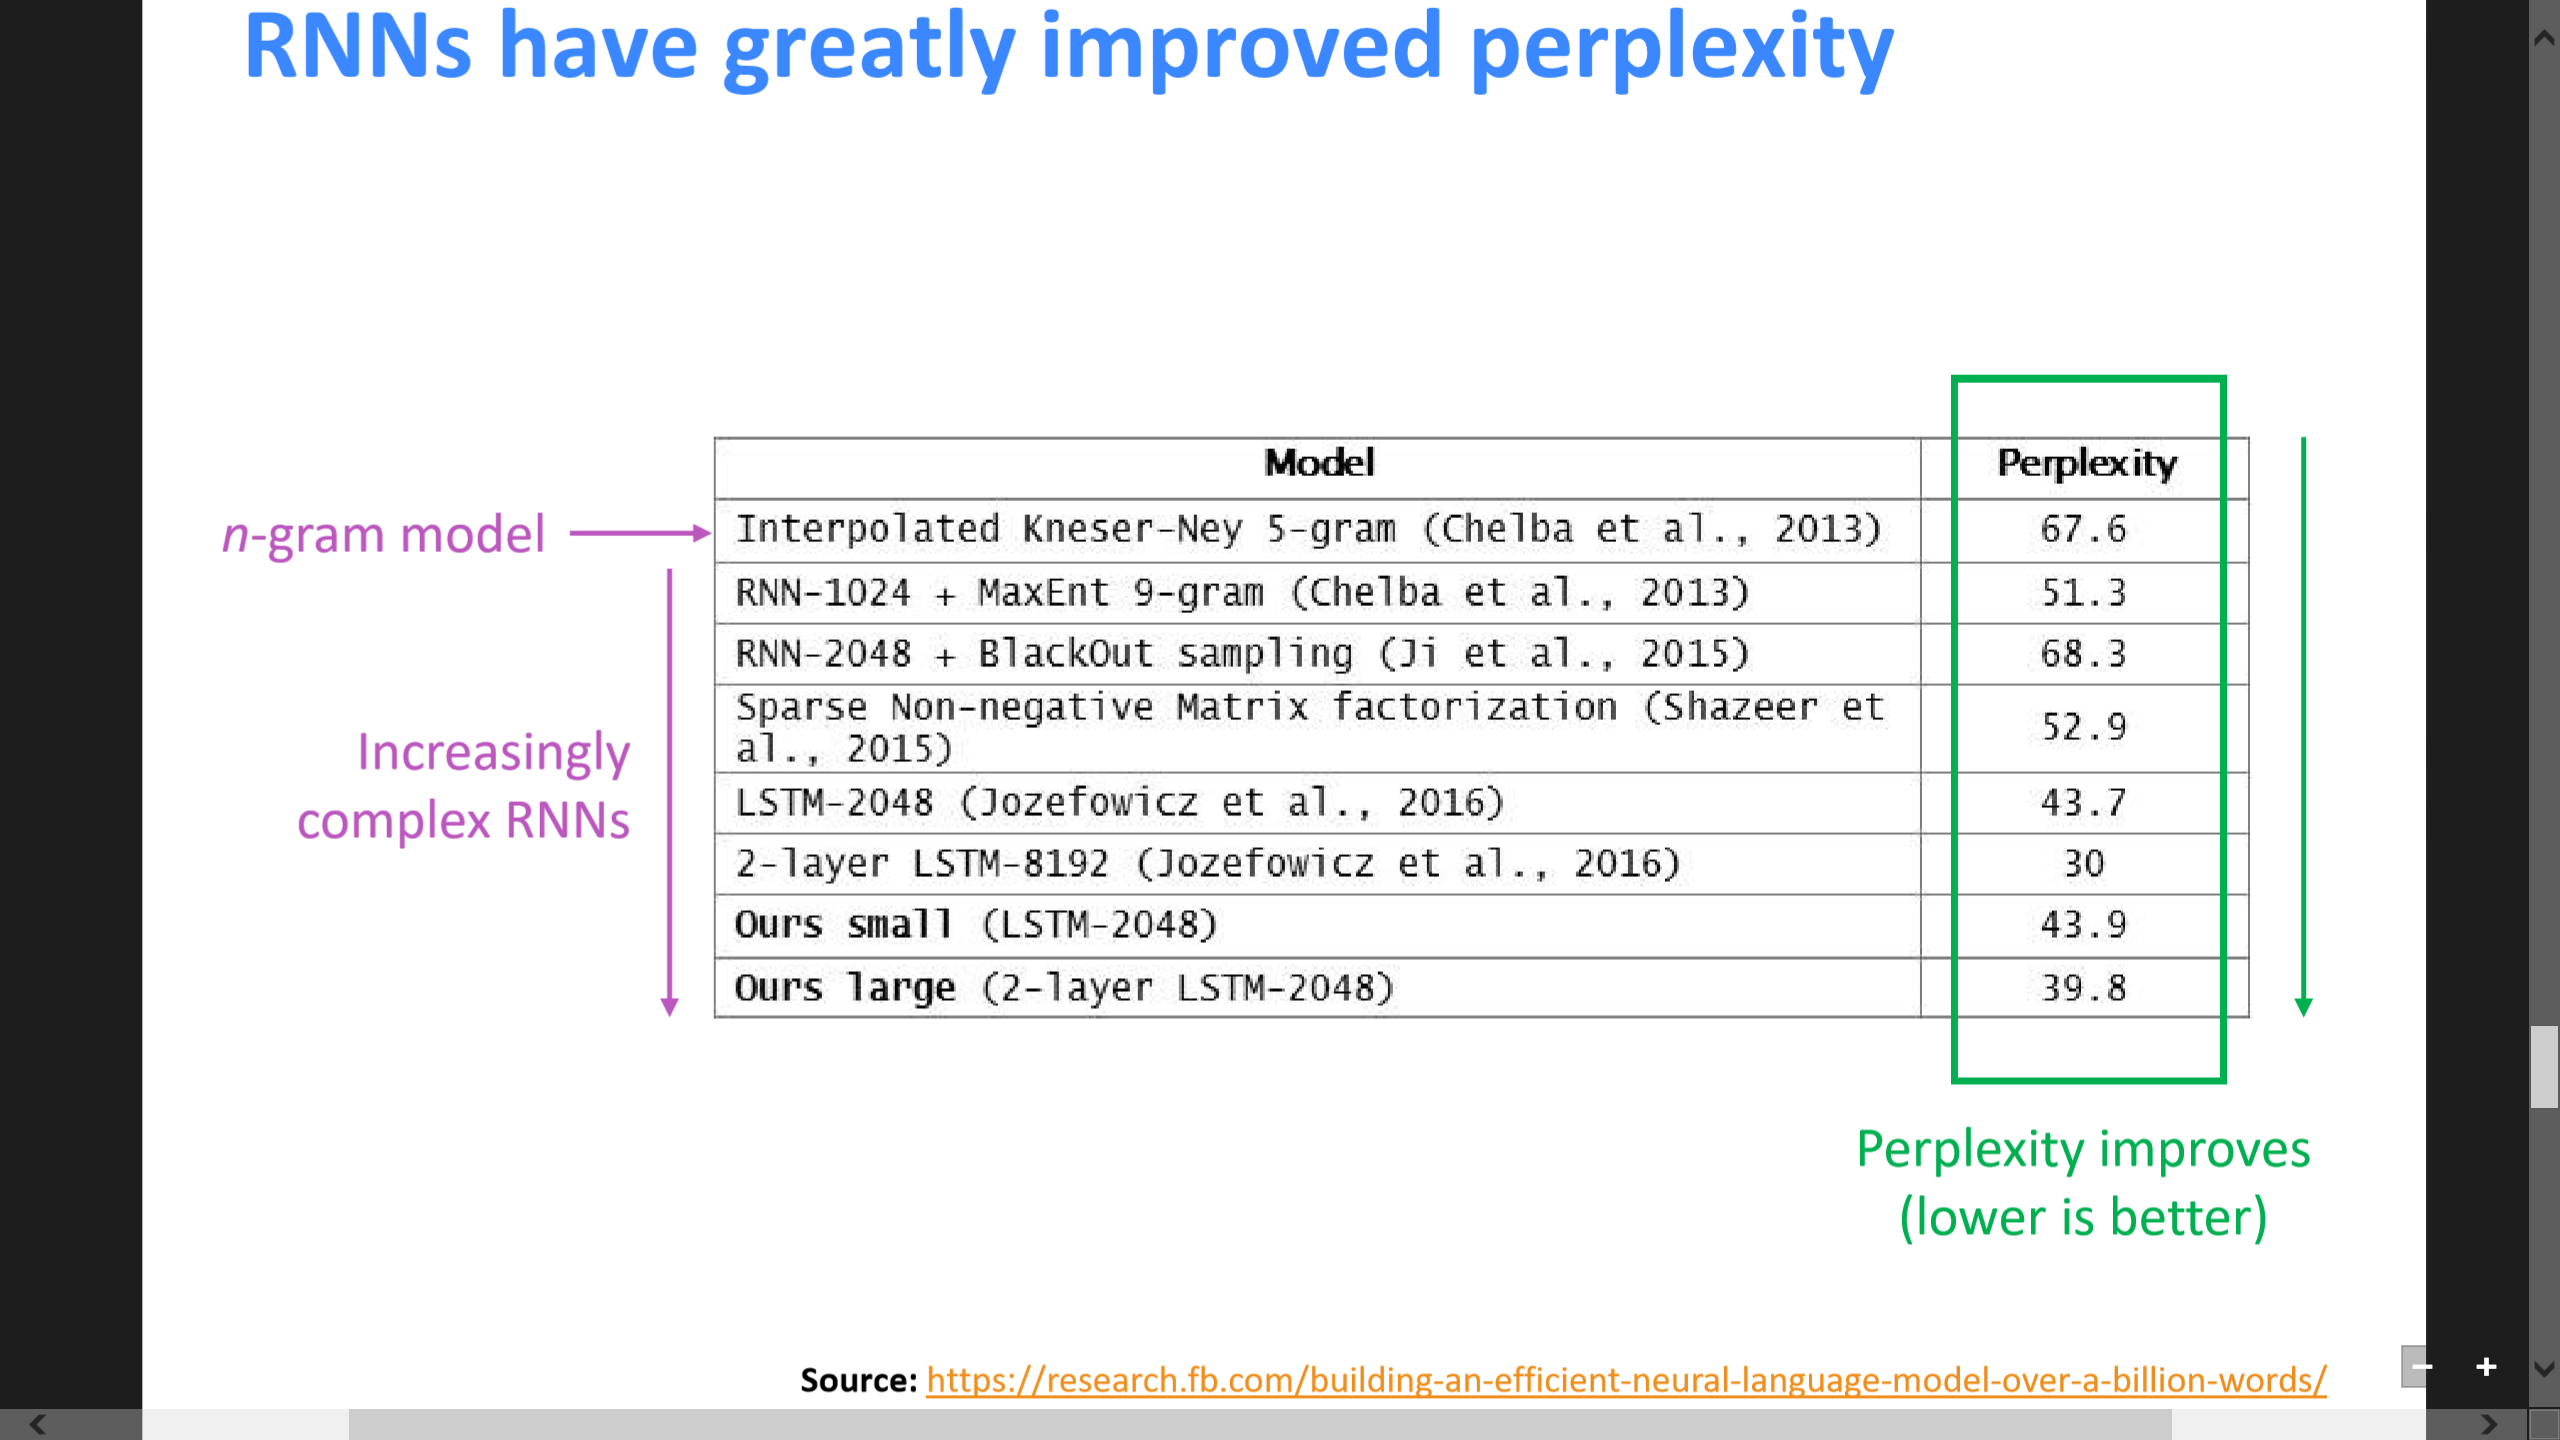 RNNs have greatly improved perplexity
Model Perplexity
n-gram model
Interpolated Kneser-Ney 5-gram (Chelba et al., 2013) 67.6
RNN-1024 + MaxEnt 9-gram (Chelba et al., 2013) 51.3
RNN-2048 + BlackOut sampling (Ji et al., 2015) 68.3
Sparse Non-negative Matrix factorization (Shazeer et
al., 2015) 52.9
Increasingly
complex RNNs
LSTM-2048 (Jozefowicz et al., 2016) 43.7
2-layer LSTM-8192 (Jozefowicz et al., 2016) 30
Ours small (LSTM-2048) 43.9
Ours large (2-layer LSTM-2048) 39.8
Perplexity improves
(lower is better)
Source: https://research.fb.com/building-an-efficient-neural-language-model-over-a-billion-words/